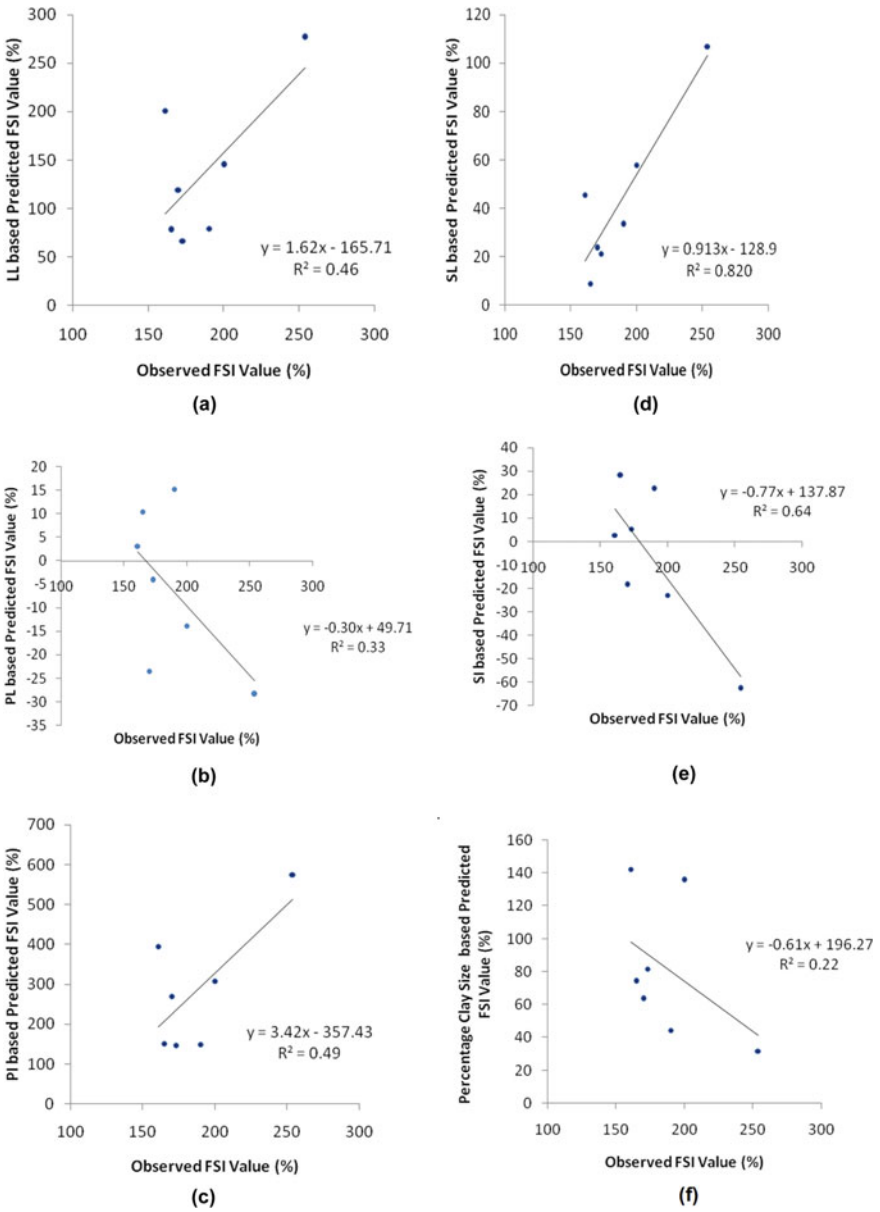 300
250
200
150
100
50
0
LL based Predicted FSI Value (%)
y = 1.62x - 165.71
R² = 0.46
100 150 200 250 300
Observed FSI Value (%)
(a)
120
100
80
60
40
20
0
SL based Predicted FSI Value (%)
y = 0.913x - 128.9
R² = 0.820
100 150 200 250 300
Observed FSI Value (%)
(d)
20
15
10
5
0
-5
-10
-15
-20
-25
-30
-35
PL based Predicted FSI Value (%)
100 150 200 250 300
y = -0.30x + 49.71
R² = 0.33
Observed FSI Value (%)
(b)
40
30
20
10
0
-10
-20
-30
-40
-50
-60
-70
SI based Predicted FSI Value (%)
y = -0.77x + 137.87
R² = 0.64
100 150 200 250 300
Observed FSI Value (%)
(e)
700
600
500
400
300
200
100
0
PI based Predicted FSI Value (%)
y = 3.42x - 357.43
R² = 0.49
100 150 200 250 300
Observed FSI Value (%)
(c)
160
140
120
100
80
60
40
20
0
Percentage Clay Size based Predicted
FSI Value (%)
y = -0.61x + 196.27
R² = 0.22
100 150 200 250 300
Observed FSI Value (%)
(f)